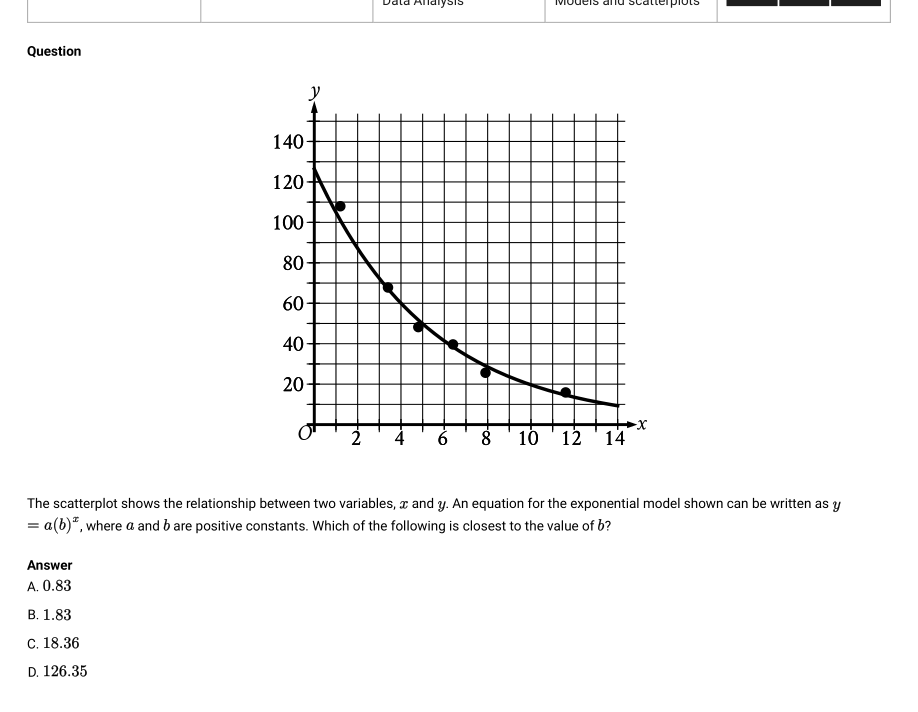 Data Analysis
Models and scatterplots
Question
y
140
120
100
80
60
40
20
O
2 4 6 8 10 12 14 x
The scatterplot shows the relationship between two variables, x and y. An equation for the exponential model shown can be written as y
= a(b)ˣ, where a and b are positive constants. Which of the following is closest to the value of b?
Answer
A. 0.83
B. 1.83
C. 18.36
D. 126.35